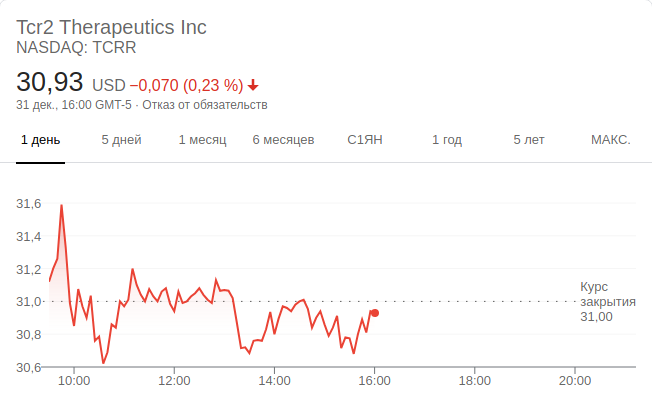 Tcr2 Therapeutics Inc
NASDAQ: TCRR
30,93 USD −0,070 (0,23 %)
31 дек., 16:00 GMT-5 · Отказ от обязательств
1 день 5 дней 1 месяц 6 месяцев С1ЯН 1 год 5 лет МАКС.
31,6
31,4
31,2
31,0
30,8
30,6
Курс
закрытия
31,00
10:00 12:00 14:00 16:00 18:00 20:00